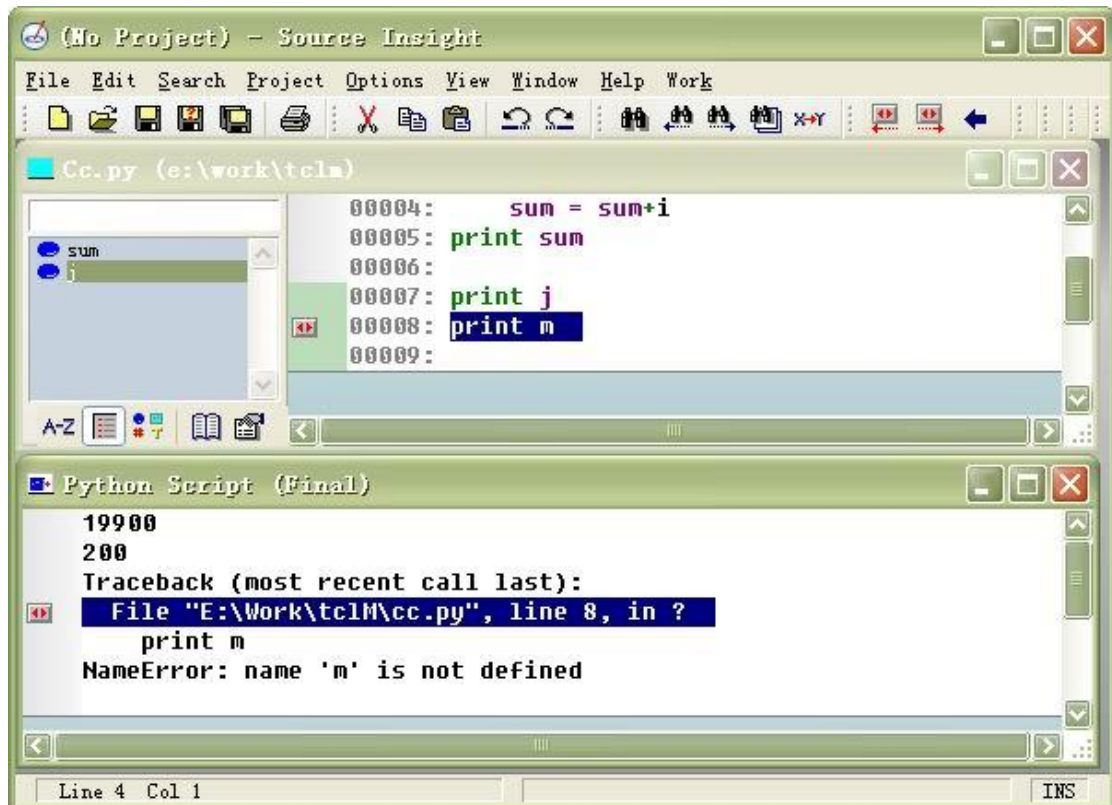 (No Project) - Source Insight
File Edit Search Project Options View Window Help Work
X→Y
Cc.py (e:\work\tclm)
sum
j
00004: sum = sum+i
00005: print sum
00006:
00007: print j
00008: print m
00009:
A-Z
Python Script (Final)
19900
200
Traceback (most recent call last):
File "E:\Work\tclM\cc.py", line 8, in ?
print m
NameError: name 'm' is not defined
Line 4 Col 1
INS